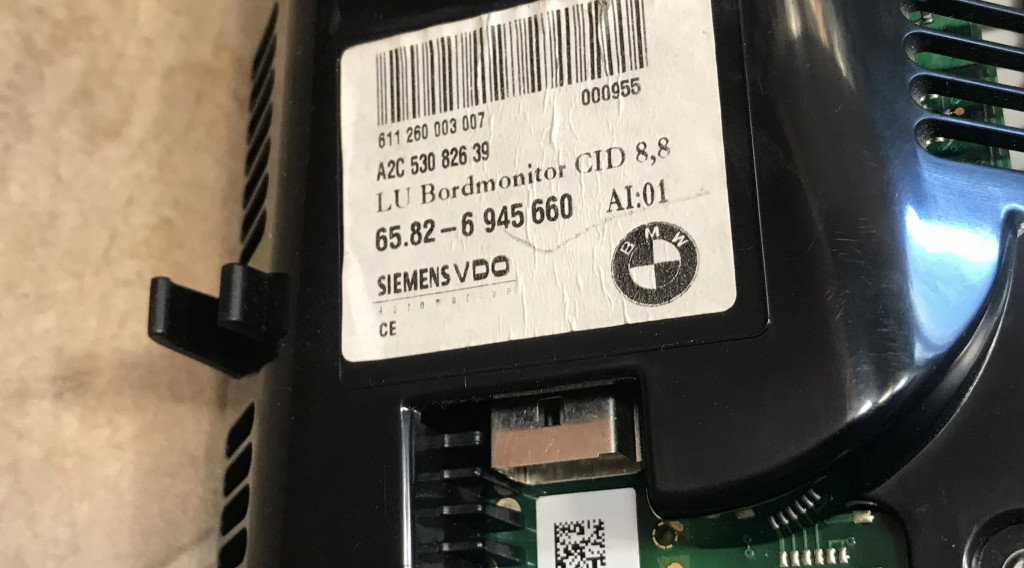 000955
611 260 003 007
A2C 530 826 39
LU Bordmonitor CID 8,8
65.82-6 945 660 AI:01
SIEMENS VDO
AUTOMOTIVE
CE
BMW